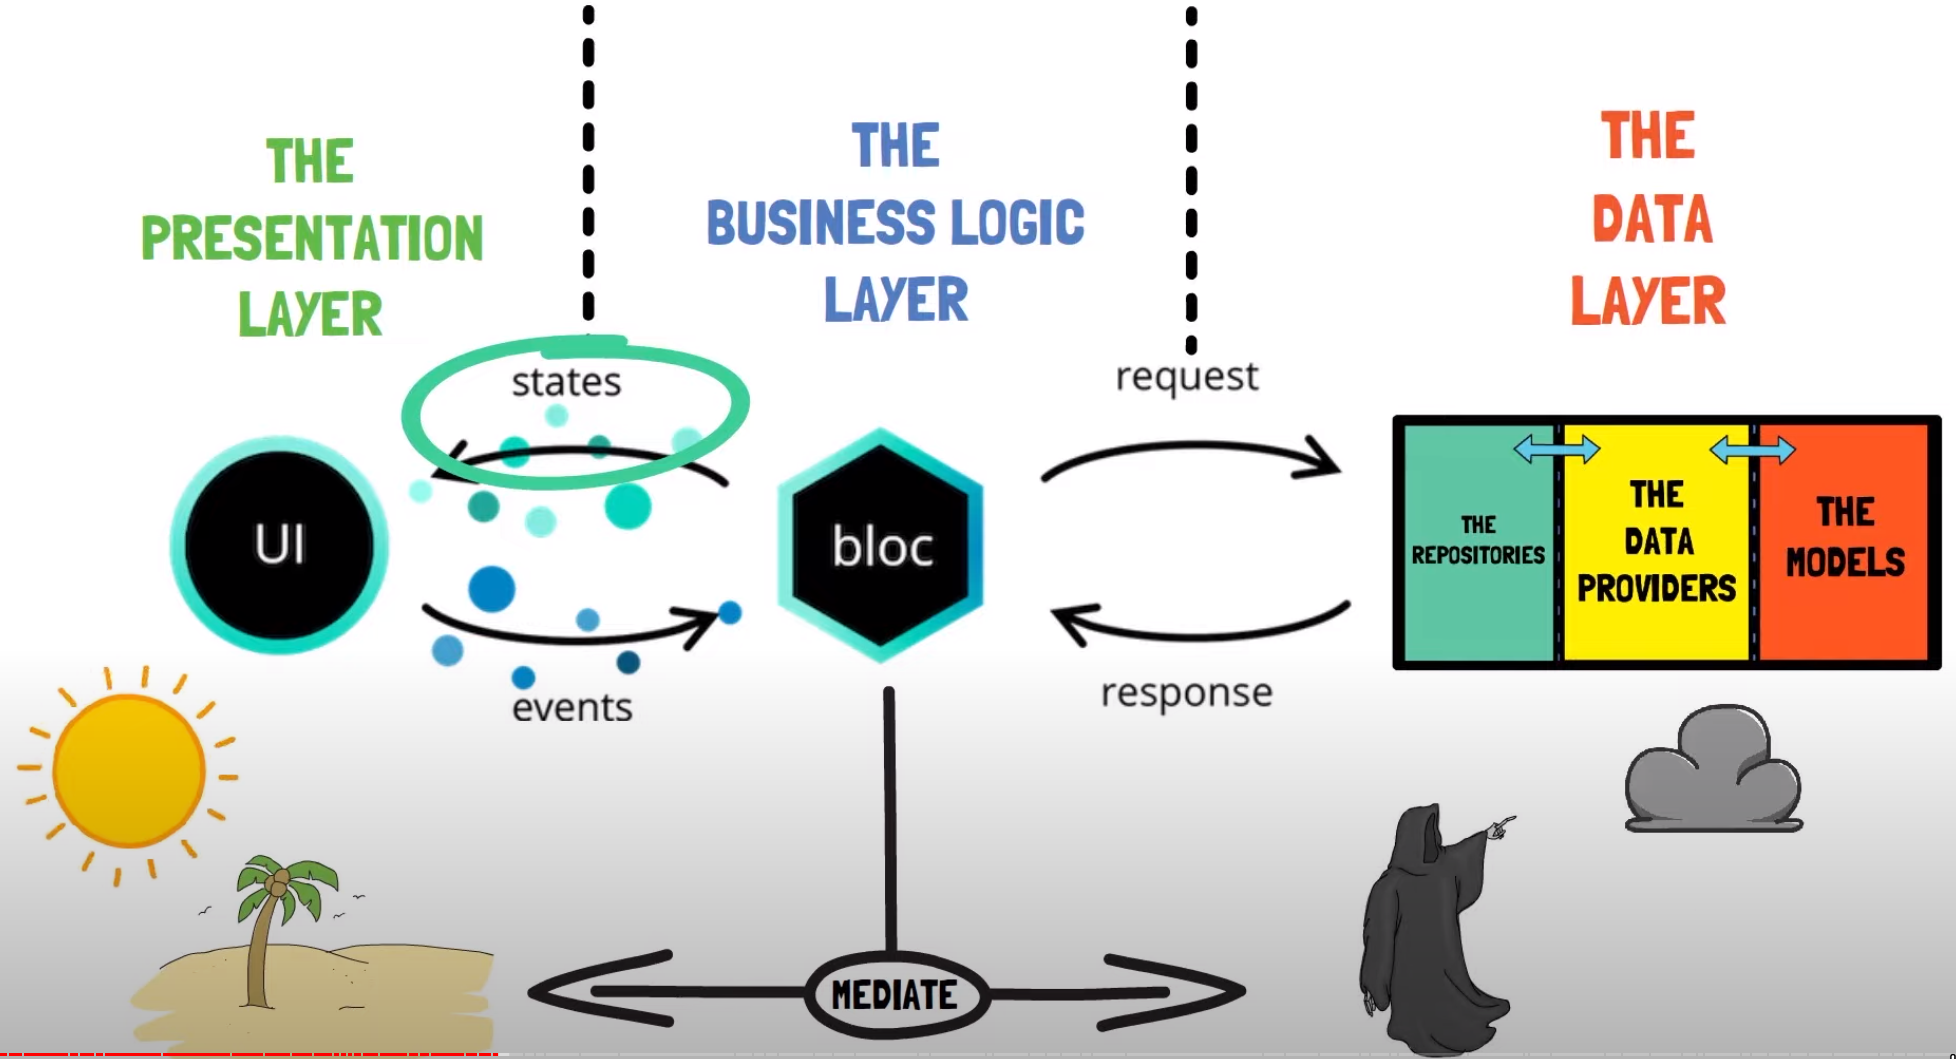 THE
PRESENTATION
LAYER
THE
BUSINESS LOGIC
LAYER
THE
DATA
LAYER
states
request
UI
bloc
THE
REPOSITORIES
THE
DATA
PROVIDERS
THE
MODELS
events
response
MEDIATE